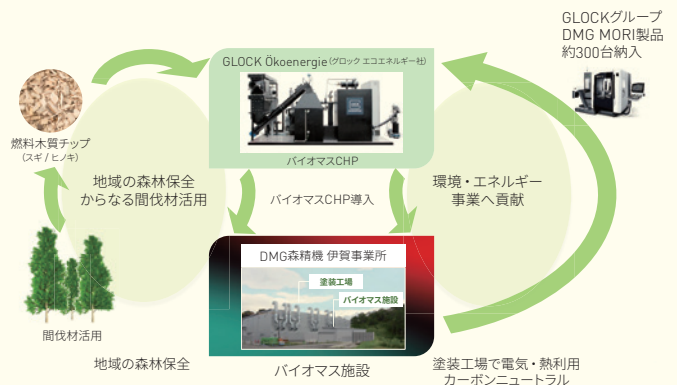 GLOCKグループ
DMG MORI製品
約300台納入
GLOCK Ökoenergie(グロック エコエネルギー社)
バイオマスCHP
燃料木質チップ
(スギ / ヒノキ)
地域の森林保全
からなる間伐材活用
バイオマスCHP導入
環境・エネルギー
事業へ貢献
DMG森精機 伊賀事業所
塗装工場
バイオマス施設
間伐材活用
地域の森林保全
バイオマス施設
塗装工場で電気・熱利用
カーボンニュートラル